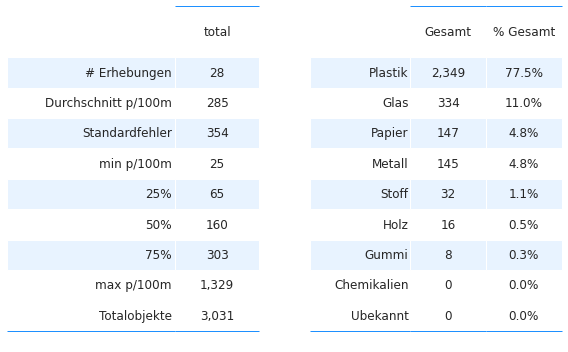 total
# Erhebungen 28
Durchschnitt p/100m 285
Standardfehler 354
min p/100m 25
25% 65
50% 160
75% 303
max p/100m 1,329
Totalobjekte 3,031
Gesamt % Gesamt
Plastik 2,349 77.5%
Glas 334 11.0%
Papier 147 4.8%
Metall 145 4.8%
Stoff 32 1.1%
Holz 16 0.5%
Gummi 8 0.3%
Chemikalien 0 0.0%
Ubekannt 0 0.0%